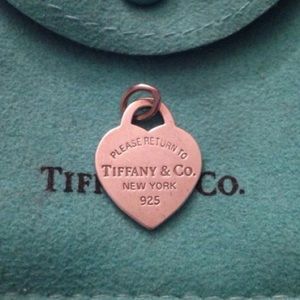 PLEASE RETURN TO
TIFFANY & CO.
NEW YORK
925
TIF
& CO.